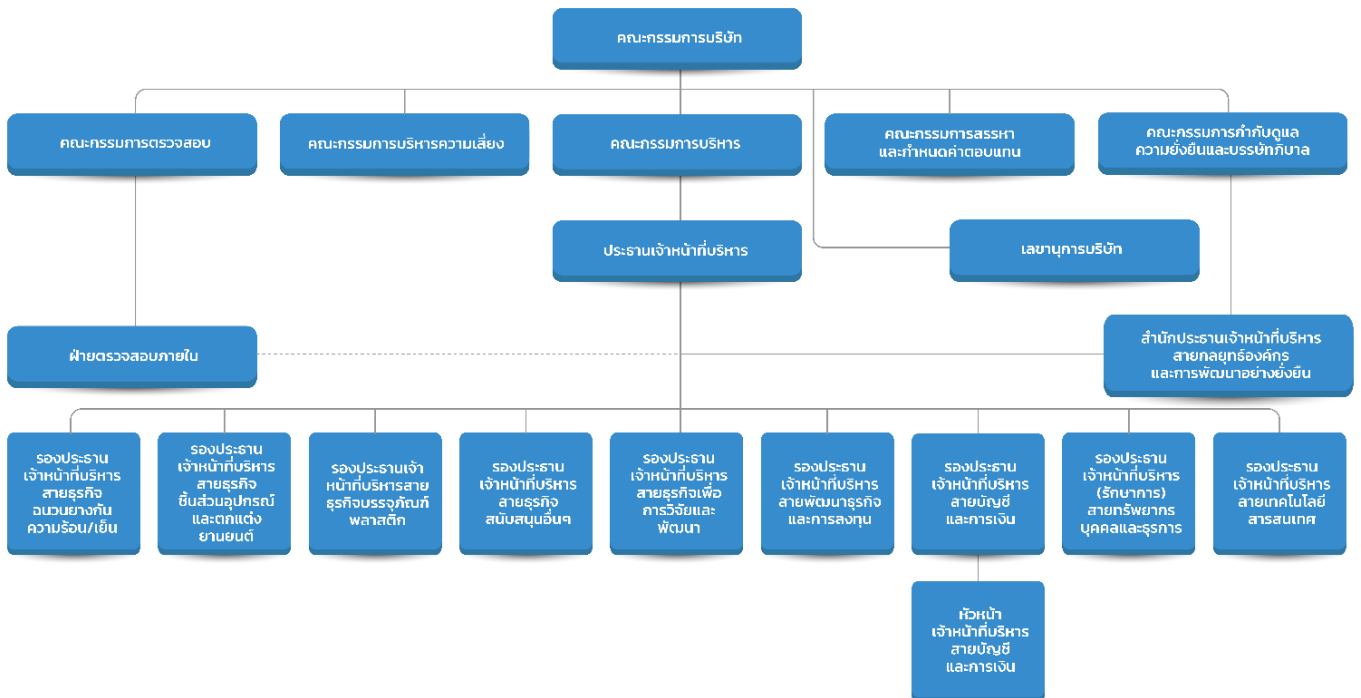 คณะกรรมการบริษัท
คณะกรรมการตรวจสอบ
คณะกรรมการบริหารความเสี่ยง
คณะกรรมการบริหาร
คณะกรรมการสรรหา
และกำหนดค่าตอบแทน
คณะกรรมการกำกับดูแล
ความยั่งยืนและบรรษัทภิบาล
ประธานเจ้าหน้าที่บริหาร
เลขานุการบริษัท
ฝ่ายตรวจสอบภายใน
สำนักประธานเจ้าหน้าที่บริหาร
สายกลยุทธ์องค์กร
และการพัฒนาอย่างยั่งยืน
รองประธาน
เจ้าหน้าที่บริหาร
สายธุรกิจ
ฉนวนยางกัน
ความร้อน/เย็น
รองประธาน
เจ้าหน้าที่บริหาร
สายธุรกิจ
ชิ้นส่วนอุปกรณ์
และตกแต่ง
ยานยนต์
รองประธานเจ้า
หน้าที่บริหารสาย
ธุรกิจบรรจุภัณฑ์
พลาสติก
รองประธาน
เจ้าหน้าที่บริหาร
สายธุรกิจ
สนับสนุนอื่นๆ
รองประธาน
เจ้าหน้าที่บริหาร
สายธุรกิจเพื่อ
การวิจัยและ
พัฒนา
รองประธาน
เจ้าหน้าที่บริหาร
สายพัฒนาธุรกิจ
และการลงทุน
รองประธาน
เจ้าหน้าที่บริหาร
สายบัญชี
และการเงิน
รองประธาน
เจ้าหน้าที่บริหาร
(รักษาการ)
สายทรัพยากร
บุคคลและธุรการ
รองประธาน
เจ้าหน้าที่บริหาร
สายเทคโนโลยี
สารสนเทศ
หัวหน้า
เจ้าหน้าที่บริหาร
สายบัญชี
และการเงิน